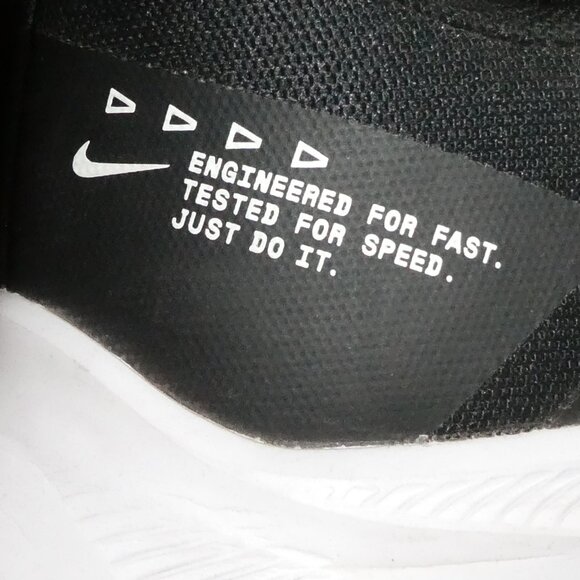 ENGINEERED FOR FAST.
TESTED FOR SPEED.
JUST DO IT.